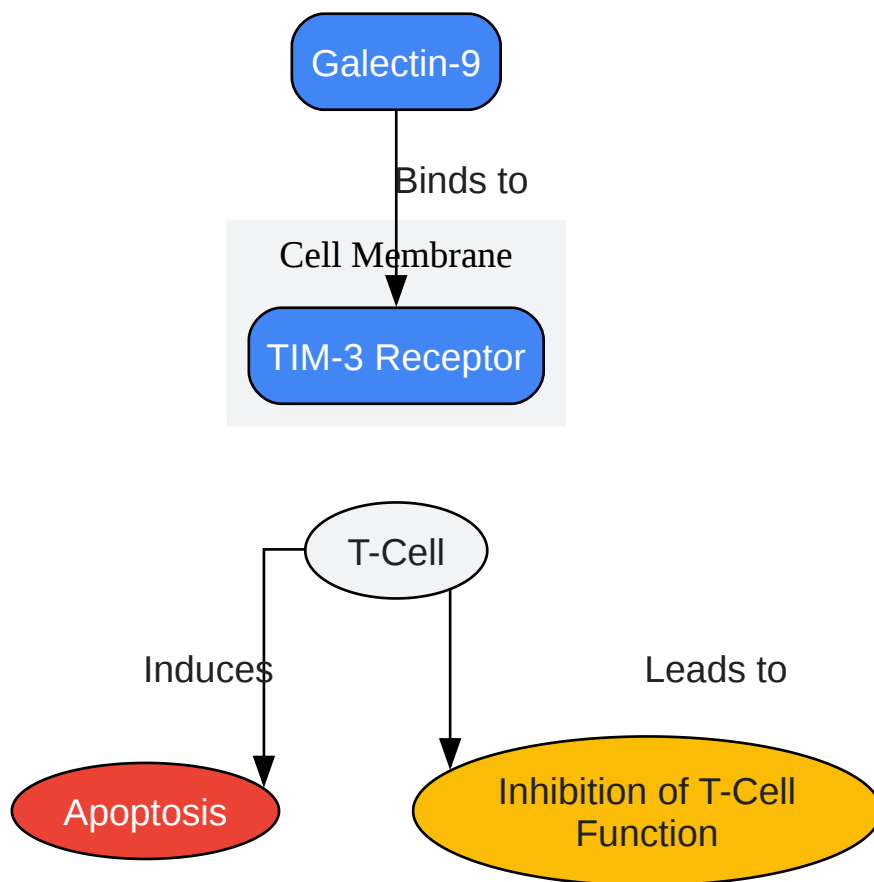 Galectin-9
Binds to
Cell Membrane
TIM-3 Receptor
T-Cell
Induces
Leads to
Apoptosis
Inhibition of T-Cell
Function